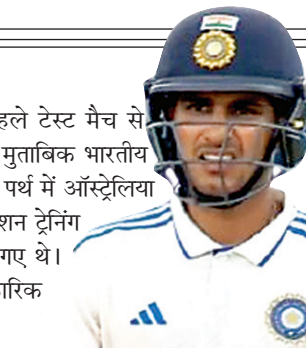 हले टेस्ट मैच से
मुताबिक भारतीय
पर्थ में ऑस्ट्रेलिया
शन ट्रेनिंग
गए थे।
कारिक